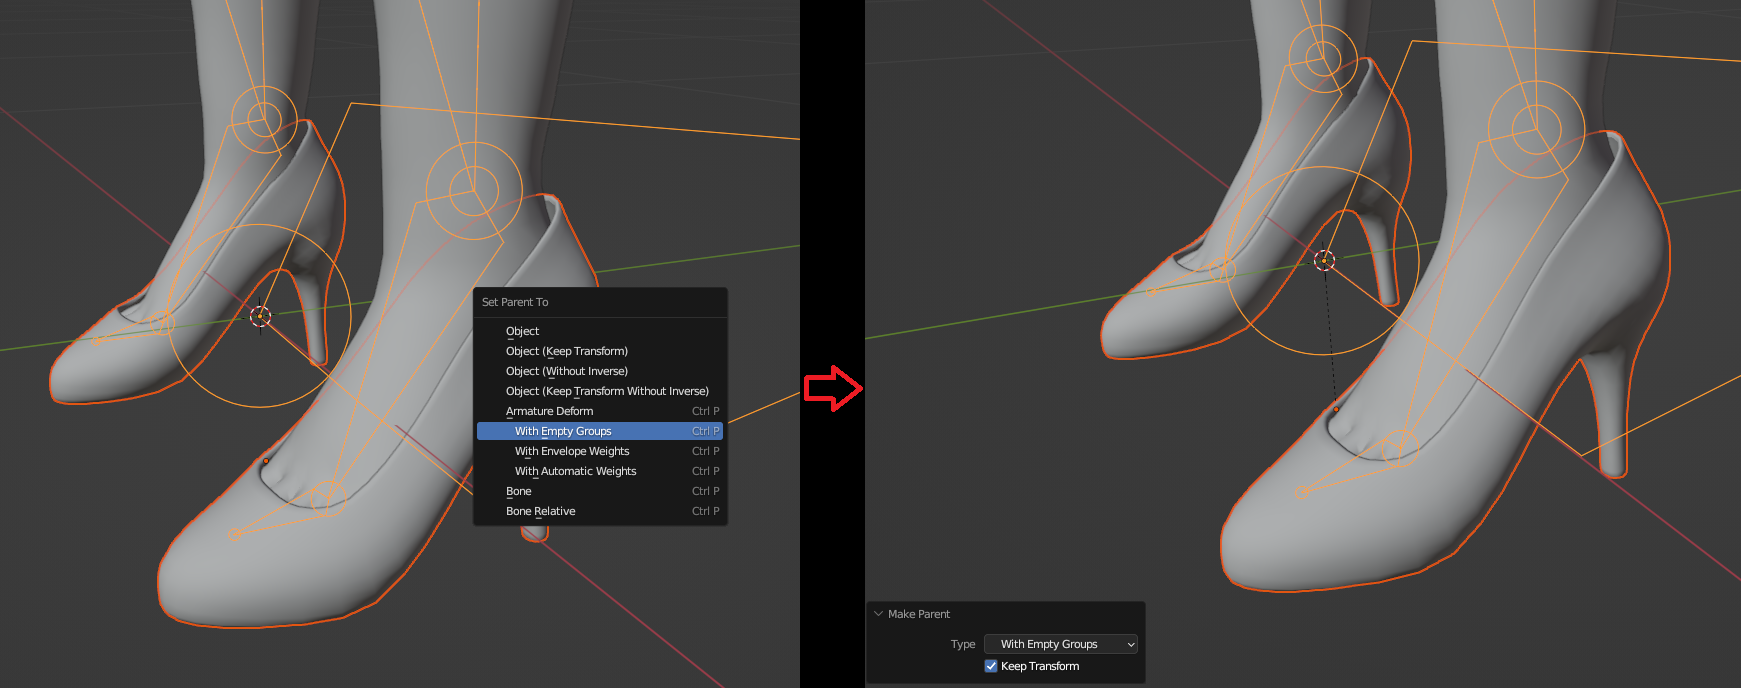 Set Parent To
Object
Object (Keep Transform)
Object (Without Inverse)
Object (Keep Transform Without Inverse)
Armature Deform Ctrl P
With Empty Groups Ctrl P
With Envelope Weights Ctrl P
With Automatic Weights Ctrl P
Bone Ctrl P
Bone Relative Ctrl P
Make Parent
Type With Empty Groups
Keep Transform